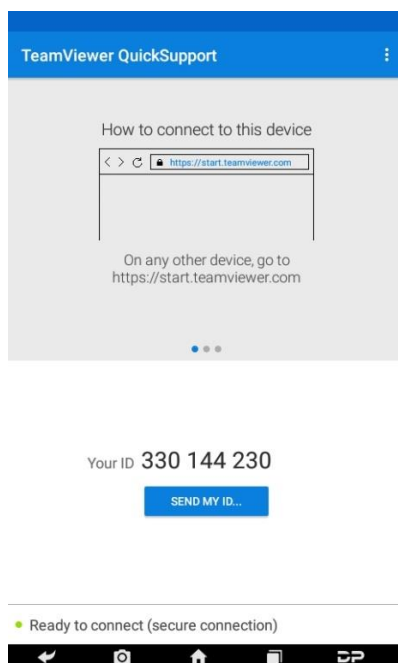 TeamViewer QuickSupport
How to connect to this device
https://start.teamviewer.com
On any other device, go to
https://start.teamviewer.com
Your ID 330 144 230
SEND MY ID...
Ready to connect (secure connection)